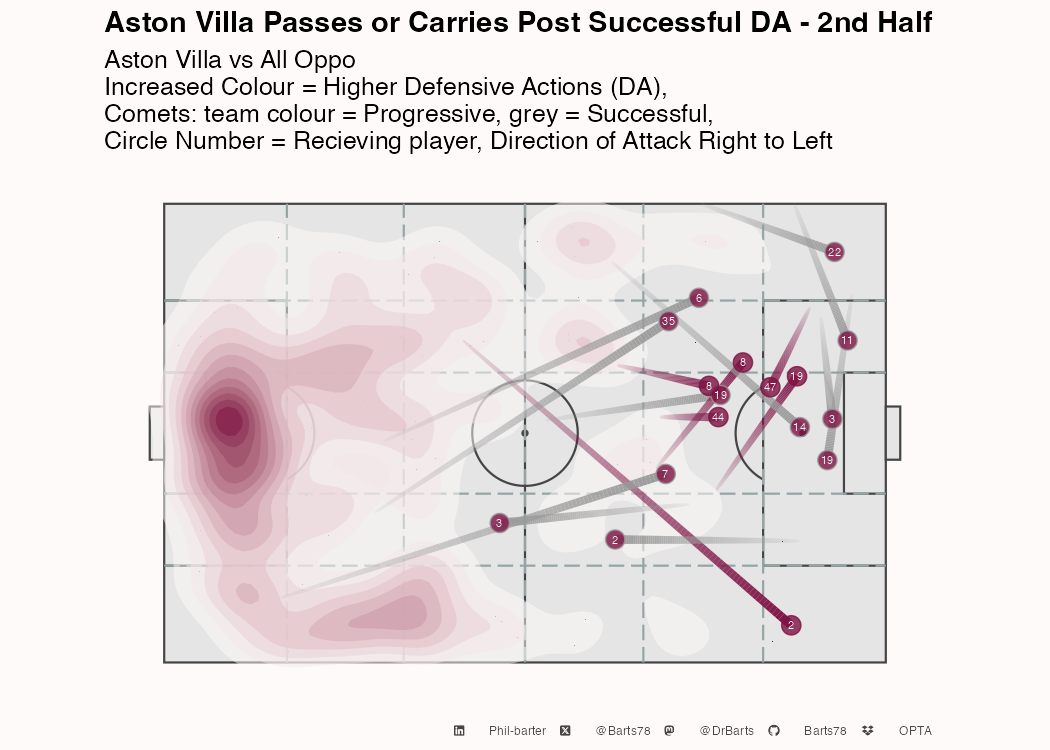 Aston Villa Passes or Carries Post Successful DA - 2nd Half
Aston Villa vs All Oppo
Increased Colour = Higher Defensive Actions (DA),
Comets: team colour = Progressive, grey = Successful,
Circle Number = Recieving player, Direction of Attack Right to Left
22
6
35
11
8
8
19
47
19
44
3
14
19
7
3
2
2
Phil-barter @Barts78 @DrBarts Barts78 OPTA